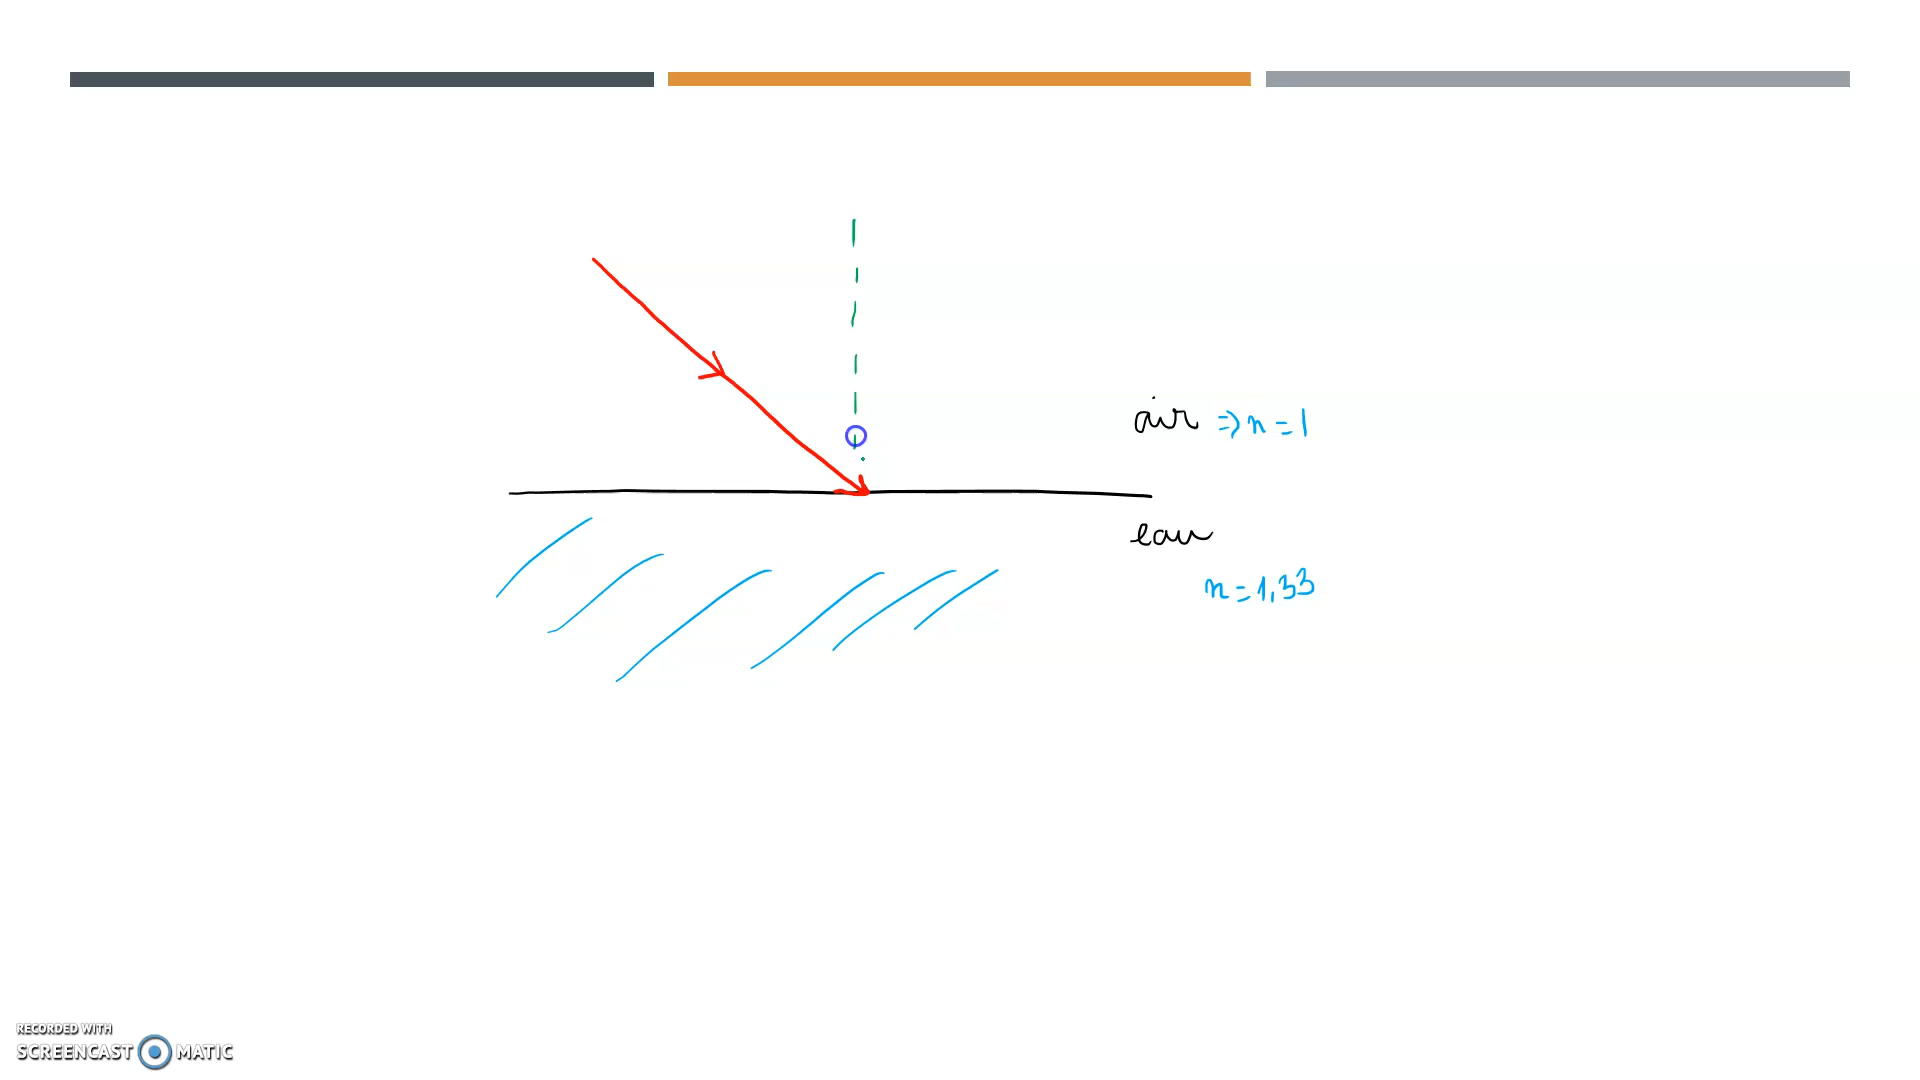 air ⇒ n = 1
eau
n = 1,33
RECORDED WITH
SCREENCAST MATIC